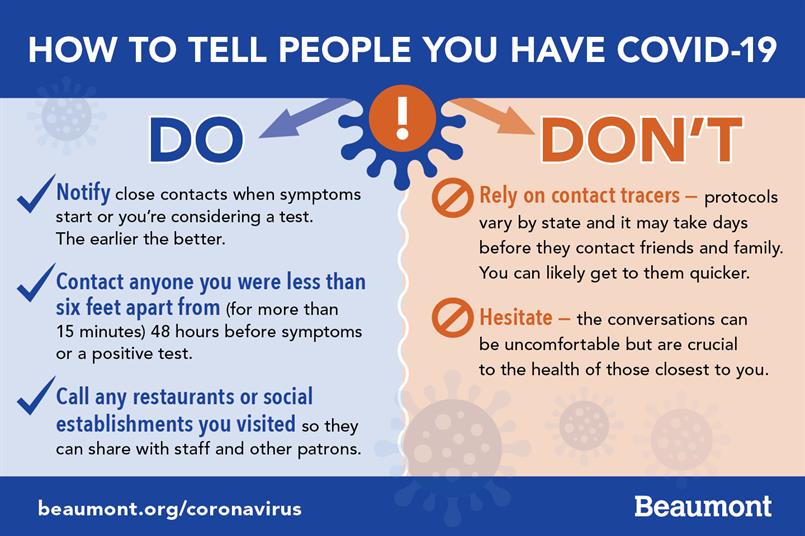 HOW TO TELL PEOPLE YOU HAVE COVID-19
!
DO
Notify close contacts when symptoms
start or you're considering a test.
The earlier the better.
Contact anyone you were less than
six feet apart from (for more than
15 minutes) 48 hours before symptoms
or a positive test.
Call any restaurants or social
establishments you visited so they
can share with staff and other patrons.
DON'T
Rely on contact tracers – protocols
vary by state and it may take days
before they contact friends and family.
You can likely get to them quicker.
Hesitate – the conversations can
be uncomfortable but are crucial
to the health of those closest to you.
beaumont.org/coronavirus
Beaumont